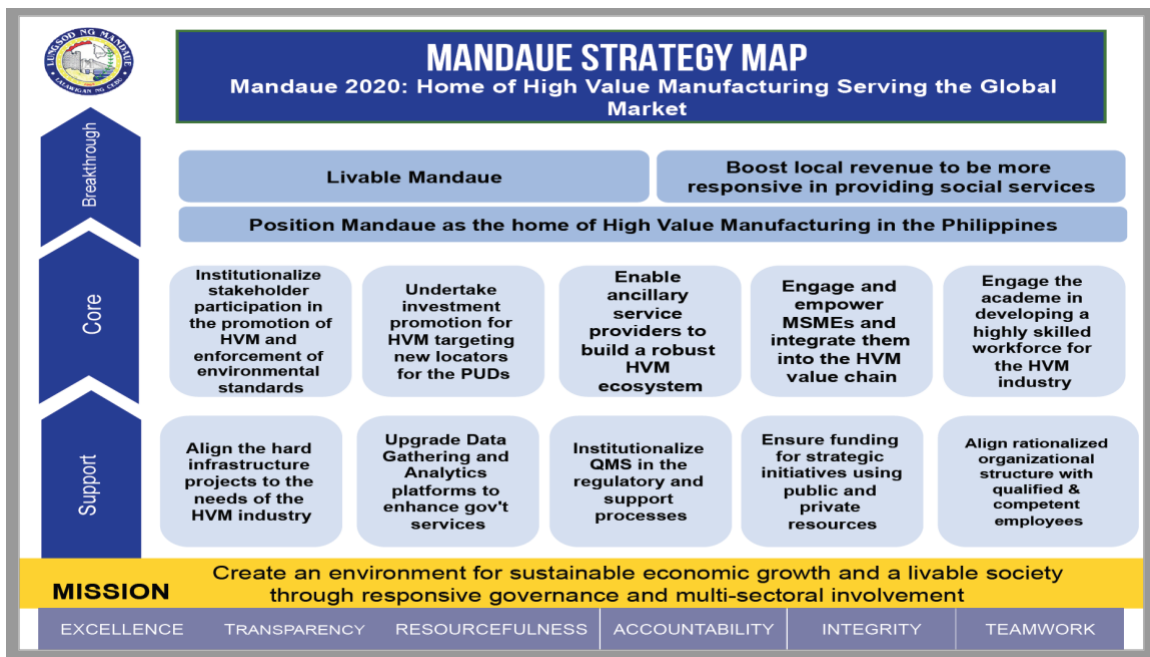 LUNGSOD NG MANDAUE
LALAWIGAN NG CEBU
MANDAUE STRATEGY MAP
Mandaue 2020: Home of High Value Manufacturing Serving the Global
Market
Breakthrough
Livable Mandaue
Boost local revenue to be more
responsive in providing social services
Position Mandaue as the home of High Value Manufacturing in the Philippines
Core
Institutionalize
stakeholder
participation in
the promotion of
HVM and
enforcement of
environmental
standards
Undertake
investment
promotion for
HVM targeting
new locators
for the PUDs
Enable
ancillary
service
providers to
build a robust
HVM
ecosystem
Engage and
empower
MSMEs and
integrate them
into the HVM
value chain
Engage the
academe in
developing a
highly skilled
workforce for
the HVM
industry
Support
Align the hard
infrastructure
projects to the
needs of the
HVM industry
Upgrade Data
Gathering and
Analytics
platforms to
enhance gov't
services
Institutionalize
QMS in the
regulatory and
support
processes
Ensure funding
for strategic
initiatives using
public and
private
resources
Align rationalized
organizational
structure with
qualified &
competent
employees
MISSION
Create an environment for sustainable economic growth and a livable society
through responsive governance and multi-sectoral involvement
EXCELLENCE TRANSPARENCY RESOURCEFULNESS ACCOUNTABILITY INTEGRITY TEAMWORK